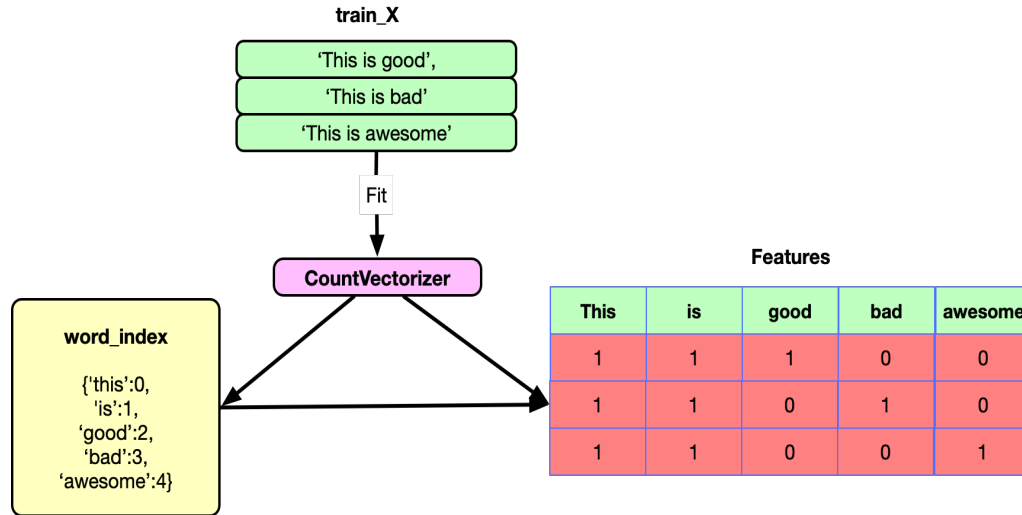 train_X
‘This is good’,
‘This is bad’
‘This is awesome’
Fit
CountVectorizer
word_index
{'this':0,
'is':1,
‘good’:2,
‘bad’:3,
‘awesome’:4}
Features
This is good bad awesome
1 1 1 0 0
1 1 0 1 0
1 1 0 0 1